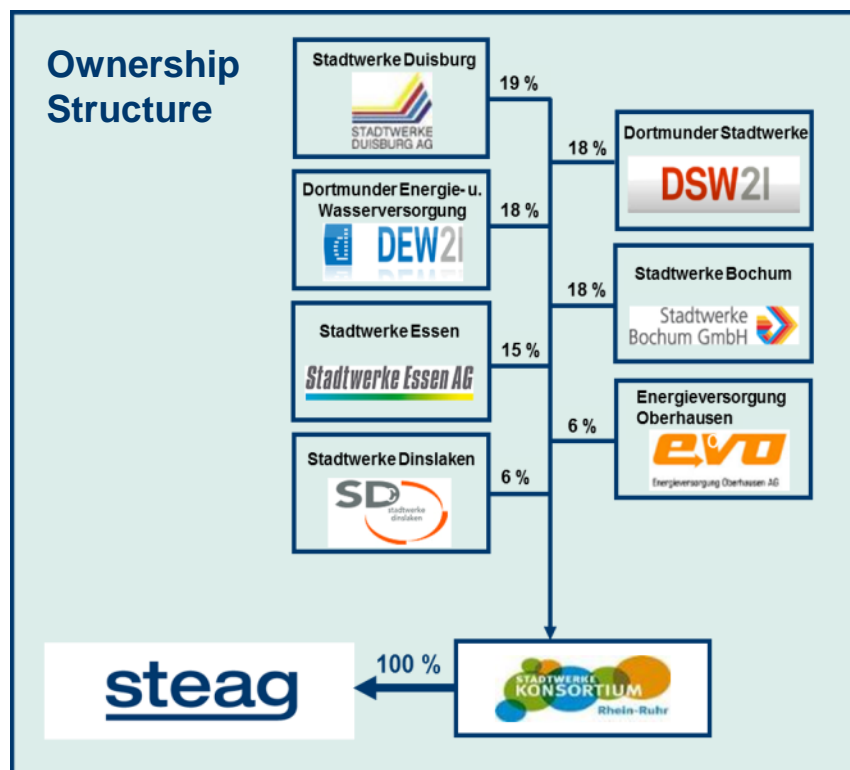 Ownership
Structure
Stadtwerke Duisburg
STADTWERKE
DUISBURG AG
19 %
Dortmunder Stadtwerke
DSW21
18 %
Dortmunder Energie- u.
Wasserversorgung
DEW21
18 %
Stadtwerke Bochum
Stadtwerke
Bochum GmbH
18 %
Stadtwerke Essen
Stadtwerke Essen AG
15 %
Energieversorgung
Oberhausen
evo
Energieversorgung Oberhausen AG
6 %
Stadtwerke Dinslaken
SD
stadtwerke
dinslaken
6 %
steag
100 %
STADTWERKE
KONSORTIUM
Rhein-Ruhr